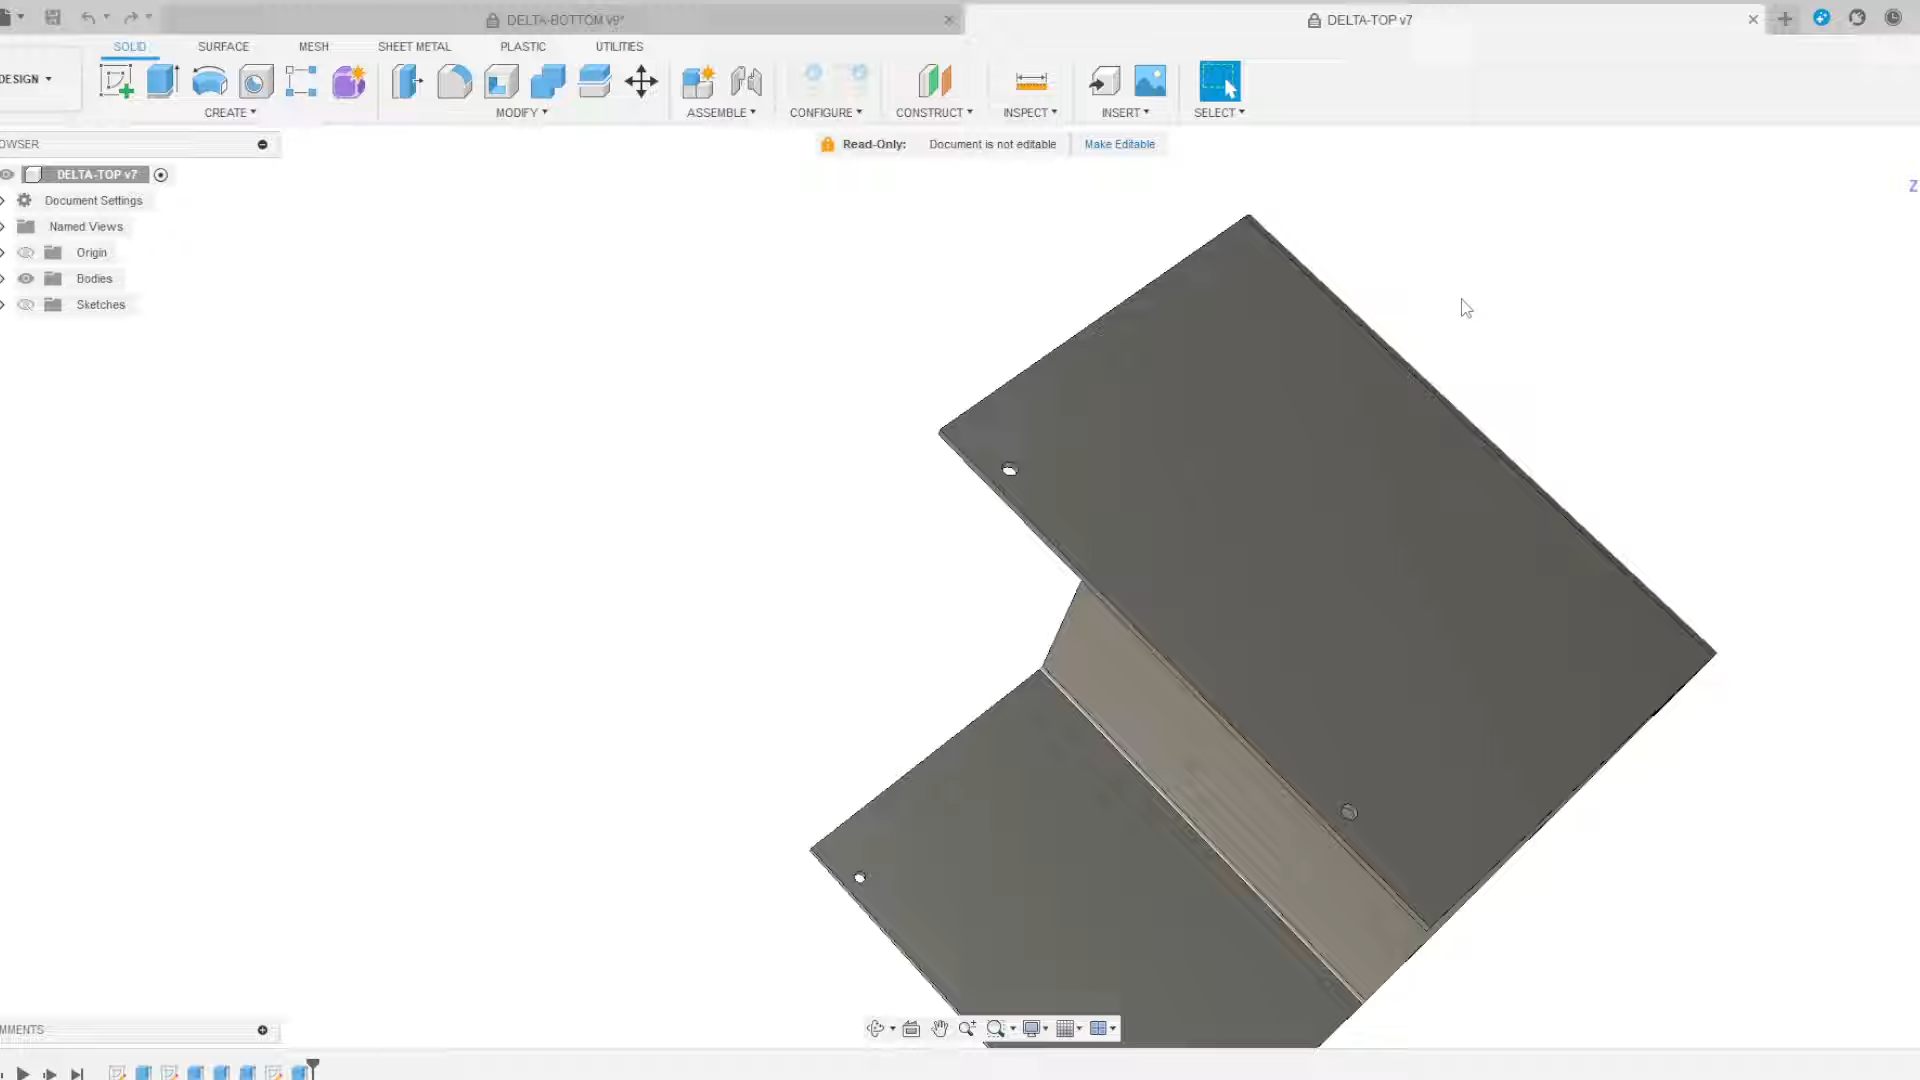 DELTA-BOTTOM v9*
DELTA-TOP v7
SOLID SURFACE MESH SHEET METAL PLASTIC UTILITIES
DESIGN
CREATE MODIFY ASSEMBLE CONFIGURE CONSTRUCT INSPECT INSERT SELECT
OWSER
Read-Only: Document is not editable Make Editable
DELTA-TOP v7
Z
Document Settings
Named Views
Origin
Bodies
Sketches
MMENTS